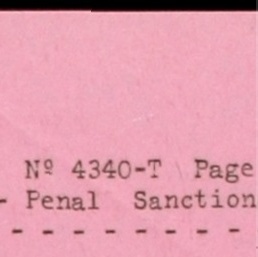 Nº 4340-T Page
- Penal Sanction
- - - - - - - -